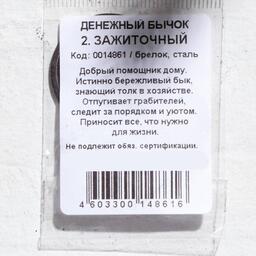 ДЕНЕЖНЫЙ БЫЧОК
2. ЗАЖИТОЧНЫЙ
Код: 0014861 / брелок, сталь
Добрый помощник дому.
Истинно бережливый бык,
знающий толк в хозяйстве.
Отпугивает грабителей,
следит за порядком и уютом.
Приносит все, что нужно
для жизни.
Не подлежит обяз. сертификации.
4 603300 148616